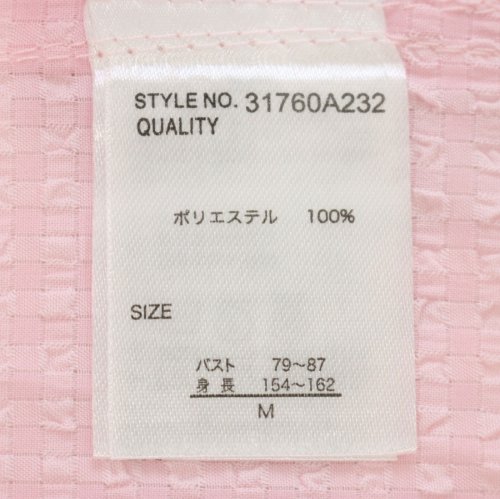 STYLE NO. 31760A232
QUALITY
ポリエステル 100%
SIZE
バスト 79～87
身長 154～162
M